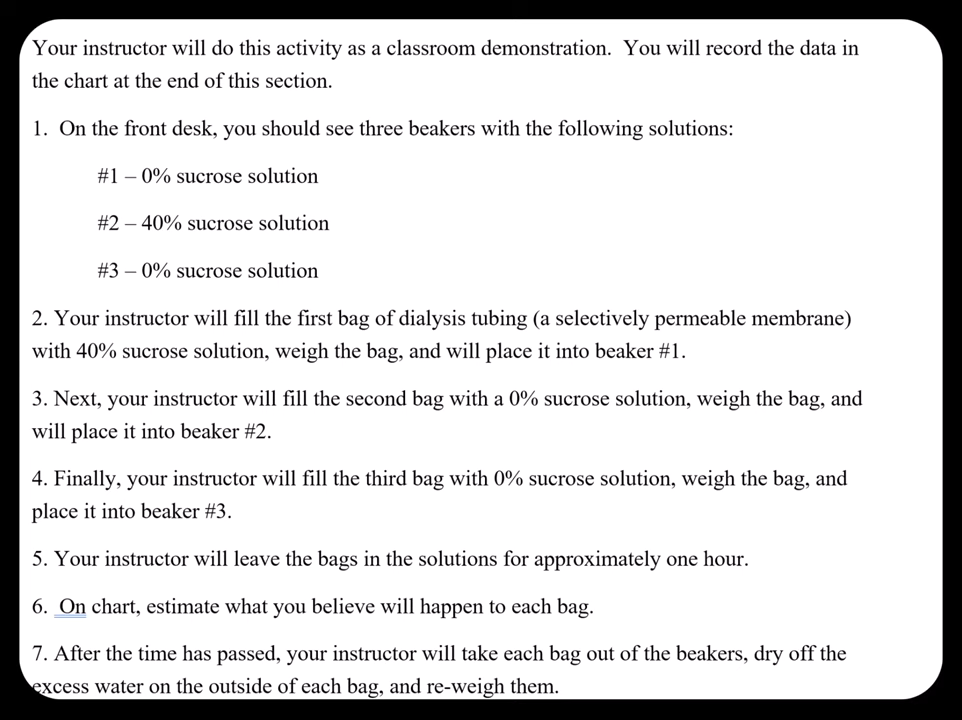 Your instructor will do this activity as a classroom demonstration.  You will record the data in
the chart at the end of this section.
1.  On the front desk, you should see three beakers with the following solutions:
#1 – 0% sucrose solution
#2 – 40% sucrose solution
#3 – 0% sucrose solution
2. Your instructor will fill the first bag of dialysis tubing (a selectively permeable membrane)
with 40% sucrose solution, weigh the bag, and will place it into beaker #1.
3. Next, your instructor will fill the second bag with a 0% sucrose solution, weigh the bag, and
will place it into beaker #2.
4. Finally, your instructor will fill the third bag with 0% sucrose solution, weigh the bag, and
place it into beaker #3.
5. Your instructor will leave the bags in the solutions for approximately one hour.
6.  On chart, estimate what you believe will happen to each bag.
7. After the time has passed, your instructor will take each bag out of the beakers, dry off the
excess water on the outside of each bag, and re-weigh them.